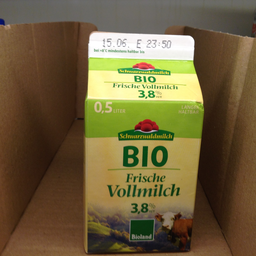 15.06. E 23:50
Schwarzwaldmilch
BIO
Frische Vollmilch
3,8%
0,5 LITER
Schwarzwaldmilch
BIO
Frische
Vollmilch
3,8%
Bioland